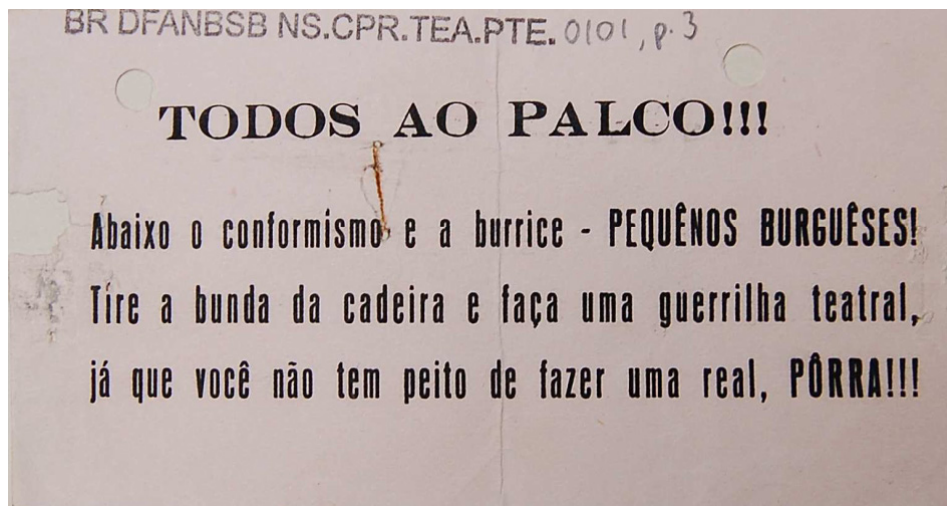 BR DFANBSB NS.CPR.TEA.PTE. 0101, p. 3
TODOS AO PALCO!!!
Abaixo o conformismo e a burrice - PEQUÊNOS BURGUÊSES!
Tire a bunda da cadeira e faça uma guerrilha teatral,
já que você não tem peito de fazer uma real, PÔRRA!!!